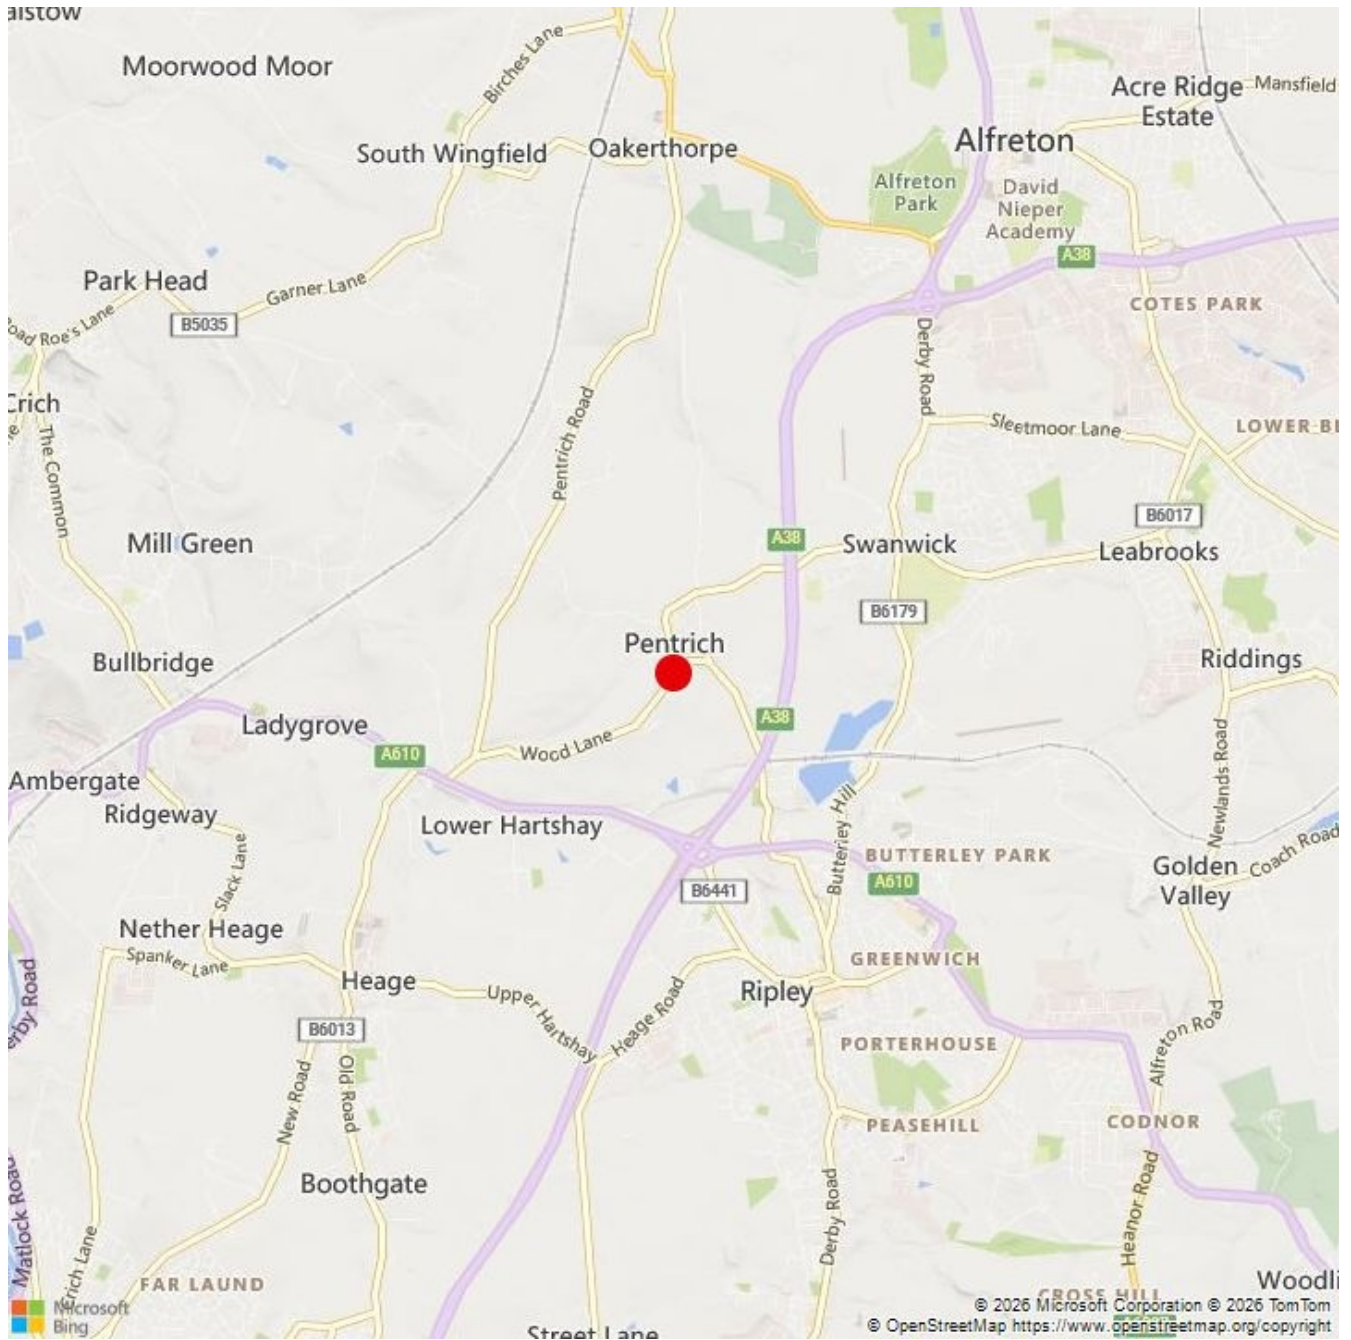 Moorwood Moor
Birches Lane
Acre Ridge
Estate
Mansfield
South Wingfield
Oakerthorpe
Alfreton
Alfreton
Park
David
Nieper
Academy
A38
Park Head
Garner Lane
B5035
Roe's Lane
COTES PARK
Derby Road
Crich
The Common
Pentrich Road
Sleetmoor Lane
B6017
Mill Green
A38
Swanwick
Leabrooks
B6179
Pentrich
Bullbridge
Riddings
Ladygrove
A38
A610
Wood Lane
Newlands Road
Ambergate
Ridgeway
Lower Hartshay
Butterley Hill
BUTTERLEY PARK
A610
Golden
Valley
Coach Road
Slack Lane
B6441
Nether Heage
Spanker Lane
GREENWICH
Heage
Upper Hartshay
Heage Road
Ripley
B6013
PORTERHOUSE
Alfreton Road
New Road
Old Road
PEASEHILL
CODNOR
Boothgate
Derby Road
Heanor Road
Matlock Road
FAR LAUND
CROSS HILL
Street Lane
Microsoft
Bing
© 2026 Microsoft Corporation © 2026 TomTom
© OpenStreetMap https://www.openstreetmap.org/copyright